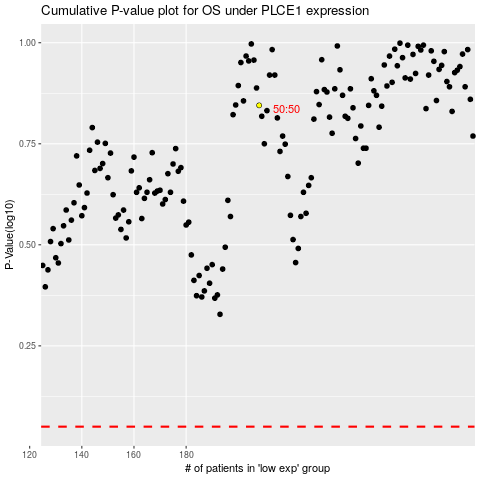 Cumulative P-value plot for OS under PLCE1 expression
P-Value(log10)
1.00
0.75
0.50
0.25
50:50
120 140 160 180
# of patients in 'low exp' group